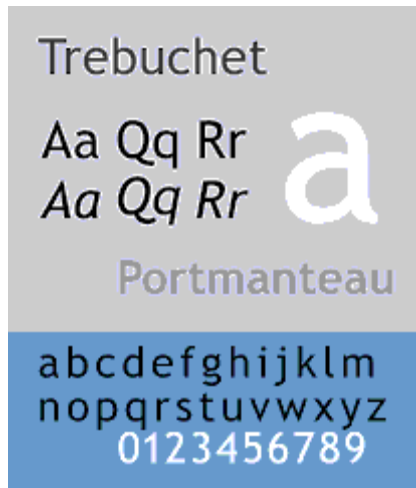 Trebuchet
Aa Qq Rr
Aa Qq Rr
a
Portmanteau
abcdefghijklm
nopqrstuvwxyz
0123456789